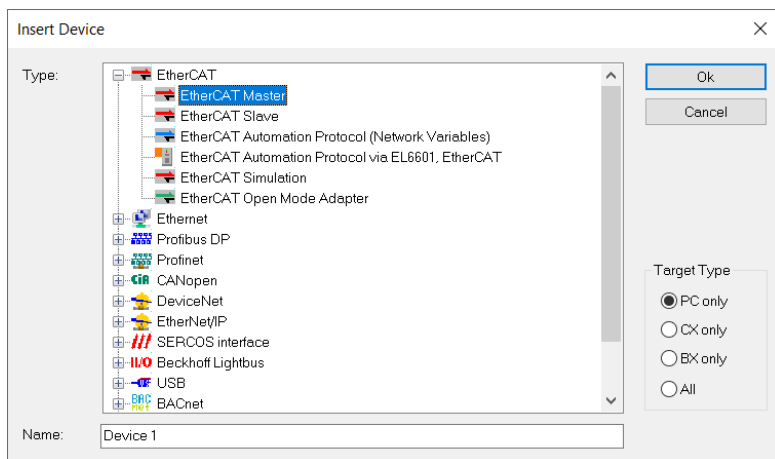 Insert Device
Type:
EtherCAT
EtherCAT Master
EtherCAT Slave
EtherCAT Automation Protocol (Network Variables)
EtherCAT Automation Protocol via EL6601, EtherCAT
EtherCAT Simulation
EtherCAT Open Mode Adapter
Ethernet
Profibus DP
Profinet
CiA CANopen
DeviceNet
EtherNet/IP
SERCOS interface
II/O Beckhoff Lightbus
USB
BACnet
Ok
Cancel
Target Type
PC only
CX only
BX only
All
Name:
Device 1